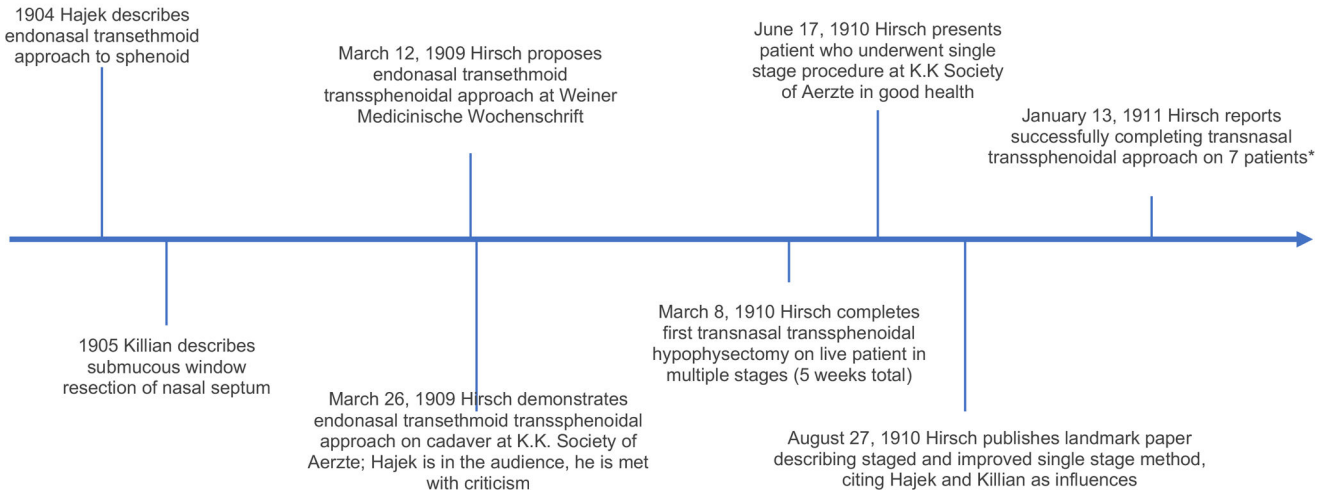 1904 Hajek describes
endonasal transethmoid
approach to sphenoid
1905 Killian describes
submucous window
resection of nasal septum
March 12, 1909 Hirsch proposes
endonasal transethmoid
transsphenoidal approach at Weiner
Medicinische Wochenschrift
March 26, 1909 Hirsch demonstrates
endonasal transethmoid transsphenoidal
approach on cadaver at K.K. Society of
Aerzte; Hajek is in the audience, he is met
with criticism
March 8, 1910 Hirsch completes
first transnasal transsphenoidal
hypophysectomy on live patient in
multiple stages (5 weeks total)
June 17, 1910 Hirsch presents
patient who underwent single
stage procedure at K.K Society
of Aerzte in good health
August 27, 1910 Hirsch publishes landmark paper
describing staged and improved single stage method,
citing Hajek and Killian as influences
January 13, 1911 Hirsch reports
successfully completing transnasal
transsphenoidal approach on 7 patients*